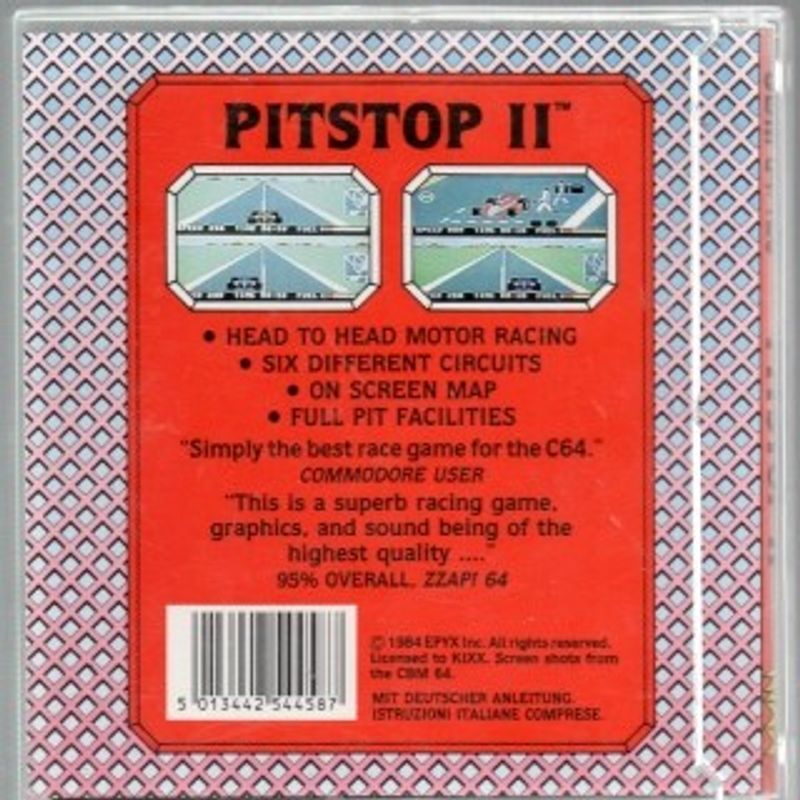 PITSTOP II™
• HEAD TO HEAD MOTOR RACING
• SIX DIFFERENT CIRCUITS
• ON SCREEN MAP
• FULL PIT FACILITIES
"Simply the best race game for the C64."
COMMODORE USER
"This is a superb racing game,
graphics, and sound being of the
highest quality ...."
95% OVERALL, ZZAP! 64
© 1984 EPYX Inc. All rights reserved.
Licensed to KIXX. Screen shots from
the CBM 64.
MIT DEUTSCHER ANLEITUNG.
ISTRUZIONI ITALIANE COMPRESE.
5 013442 544587